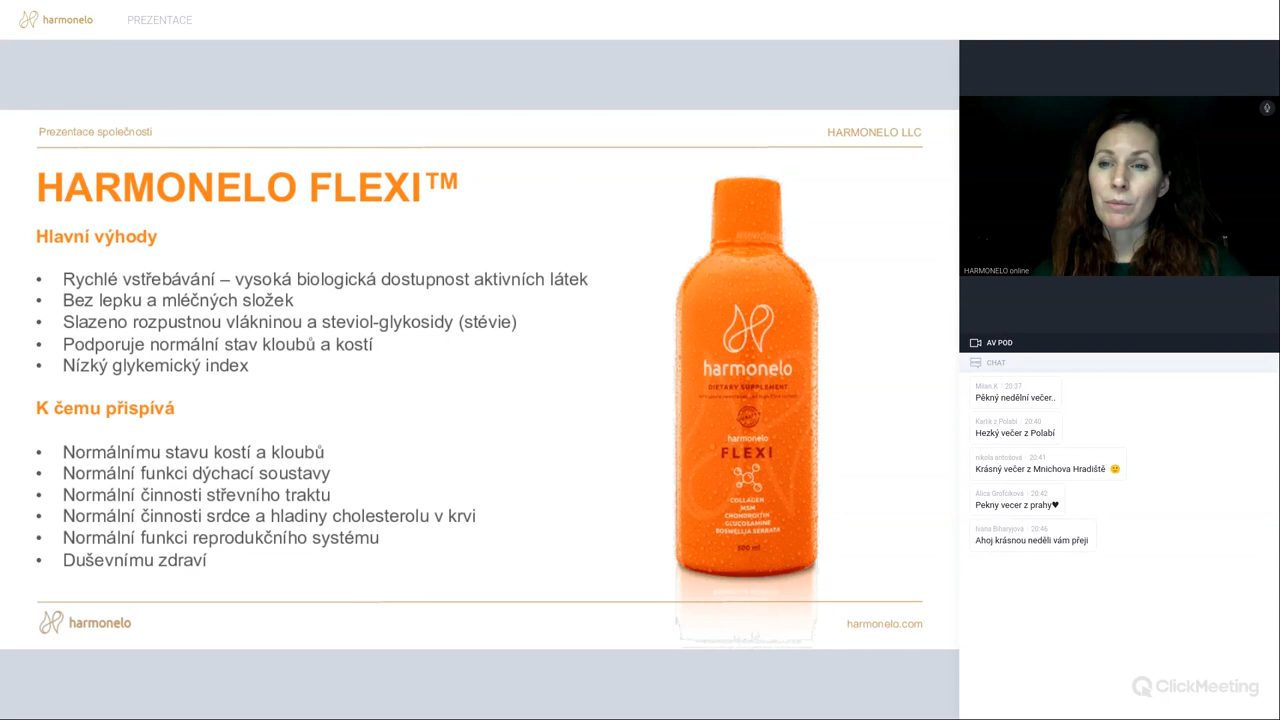 harmonelo
PREZENTACE
Prezentace společnosti
HARMONELO LLC
HARMONELO FLEXI™
Hlavní výhody
• Rychlé vstřebávání – vysoká biologická dostupnost aktivních látek
• Bez lepku a mléčných složek
• Slazeno rozpustnou vlákninou a steviol-glykosidy (stévie)
• Podporuje normální stav kloubů a kostí
• Nízký glykemický index
K čemu přispívá
• Normálnímu stavu kostí a kloubů
• Normální funkci dýchací soustavy
• Normální činnosti střevního traktu
• Normální činnosti srdce a hladiny cholesterolu v krvi
• Normální funkci reprodukčního systému
• Duševnímu zdraví
harmonelo
DIETARY SUPPLEMENT
harmonelo
FLEXI
COLLAGEN
MSM
CHONDROITIN
GLUCOSAMINE
BOSWELLIA SERRATA
500 ml
harmonelo
harmonelo.com
HARMONELO online
AV POD
CHAT
Milan.K · 20:37
Pěkný nedělní večer..
Karlik z Polabí · 20:40
Hezký večer z Polabí
nikola antošová · 20:41
Krásný večer z Mnichova Hradiště 🙂
Alica Grofčíková · 20:42
Pekny vecer z prahy♥
Ivana Biharyjová · 20:46
Ahoj krásnou neděli vám přeji
ClickMeeting